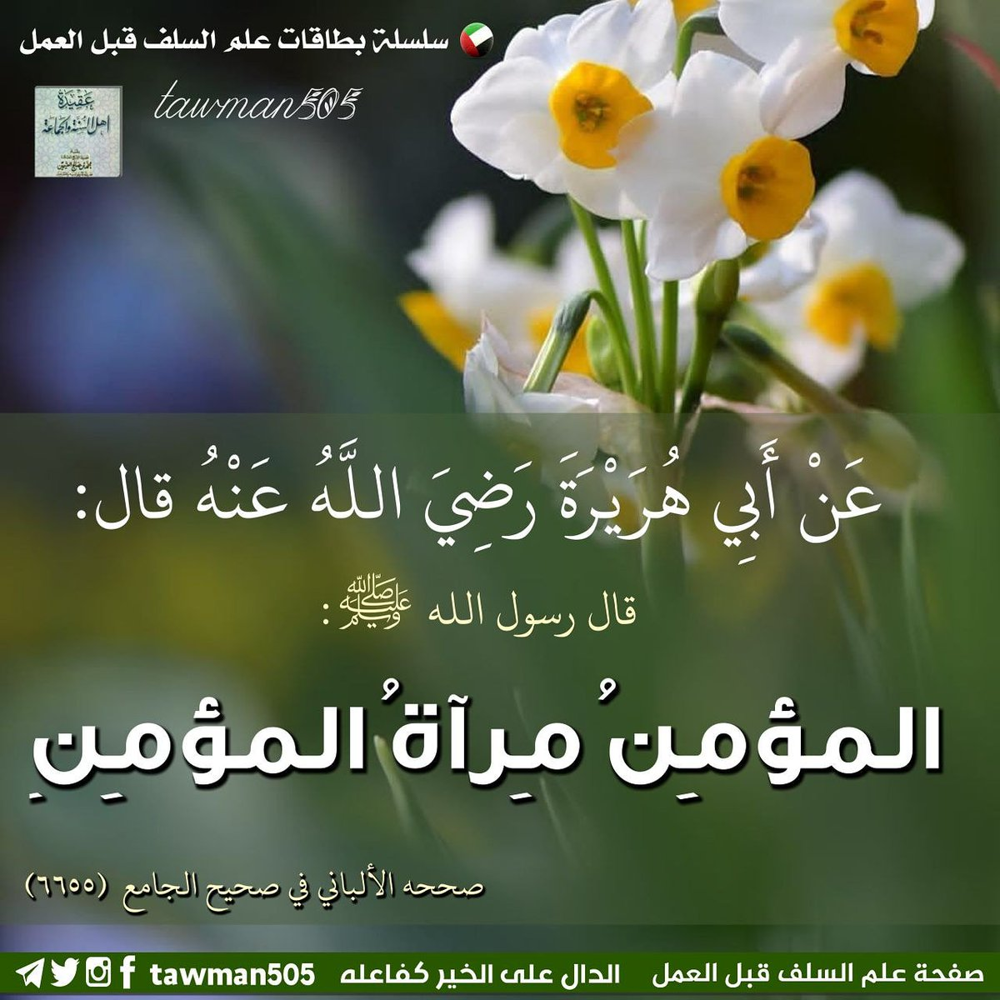 سلسلة بطاقات علم السلف قبل العمل
tawman505
عقيدة
أهل السنة والجماعة
عَنْ أَبِي هُرَيْرَةَ رَضِيَ اللَّهُ عَنْهُ قال:
قال رسول الله ﷺ :
المؤمِنُ مِرآةُ المؤمِنِ
صححه الألباني في صحيح الجامع (٦٦٥٥)
صفحة علم السلف قبل العمل الدال على الخير كفاعله tawman505